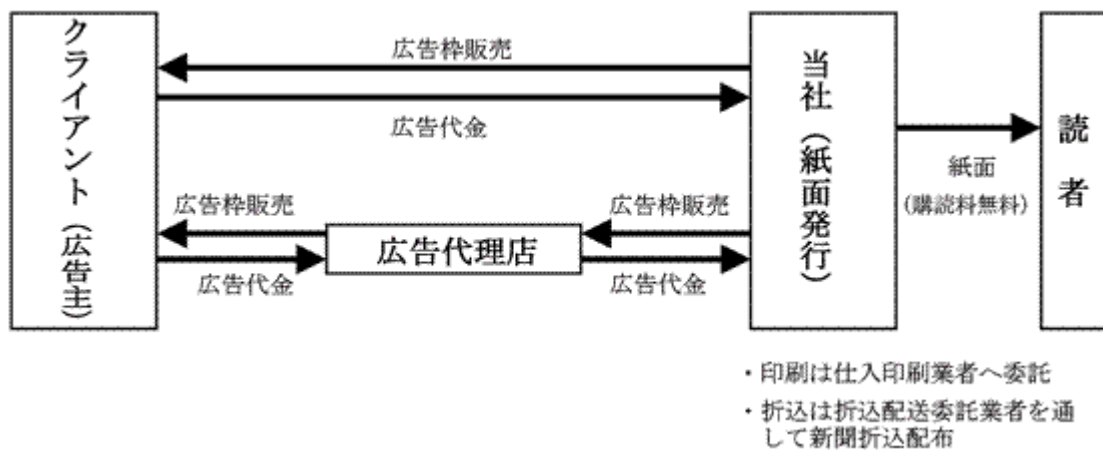 クライアント（広告主）
広告枠販売
広告代金
広告枠販売
広告代金
広告代理店
広告枠販売
広告代金
当社（紙面発行）
紙面
(購読料無料)
読者
・印刷は仕入印刷業者へ委託
・折込は折込配送委託業者を通
して新聞折込配布